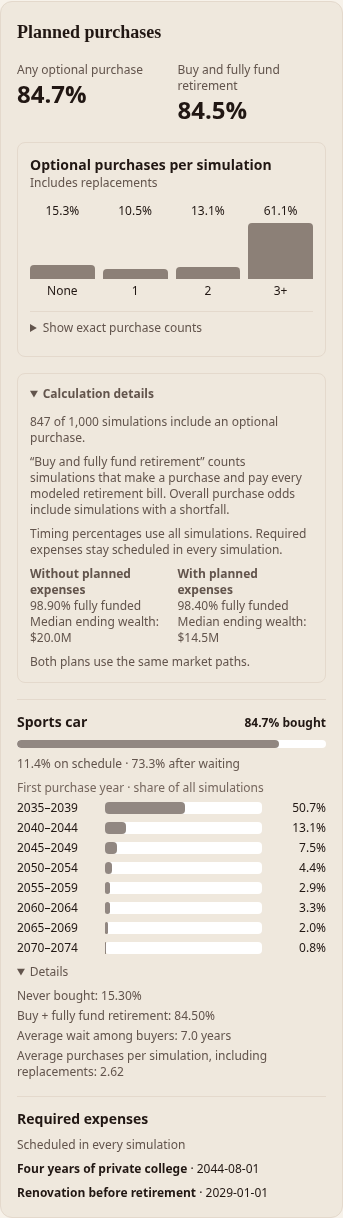 Planned purchases
Any optional purchase
84.7%
Buy and fully fund
retirement
84.5%
Optional purchases per simulation
Includes replacements
15.3% 10.5% 13.1% 61.1%
None 1 2 3+
Show exact purchase counts
Calculation details
847 of 1,000 simulations include an optional
purchase.
“Buy and fully fund retirement” counts
simulations that make a purchase and pay every
modeled retirement bill. Overall purchase odds
include simulations with a shortfall.
Timing percentages use all simulations. Required
expenses stay scheduled in every simulation.
Without planned
expenses
98.90% fully funded
Median ending wealth:
$20.0M
With planned
expenses
98.40% fully funded
Median ending wealth:
$14.5M
Both plans use the same market paths.
Sports car 84.7% bought
11.4% on schedule · 73.3% after waiting
First purchase year · share of all simulations
2035–2039 50.7%
2040–2044 13.1%
2045–2049 7.5%
2050–2054 4.4%
2055–2059 2.9%
2060–2064 3.3%
2065–2069 2.0%
2070–2074 0.8%
Details
Never bought: 15.30%
Buy + fully fund retirement: 84.50%
Average wait among buyers: 7.0 years
Average purchases per simulation, including
replacements: 2.62
Required expenses
Scheduled in every simulation
Four years of private college · 2044-08-01
Renovation before retirement · 2029-01-01